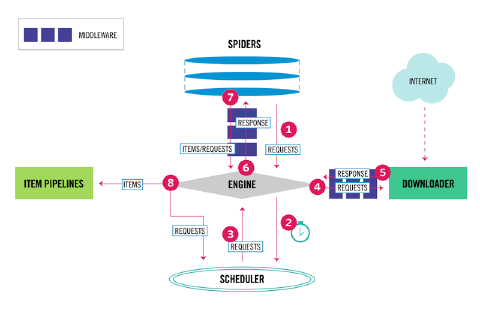 MIDDLEWARE
SPIDERS
INTERNET
7
RESPONSE
1
ITEMS/REQUESTS
REQUESTS
6
5
RESPONSE
ITEM PIPELINES
ITEMS
8
ENGINE
4
REQUESTS
DOWNLOADER
REQUESTS
3
2
REQUESTS
SCHEDULER